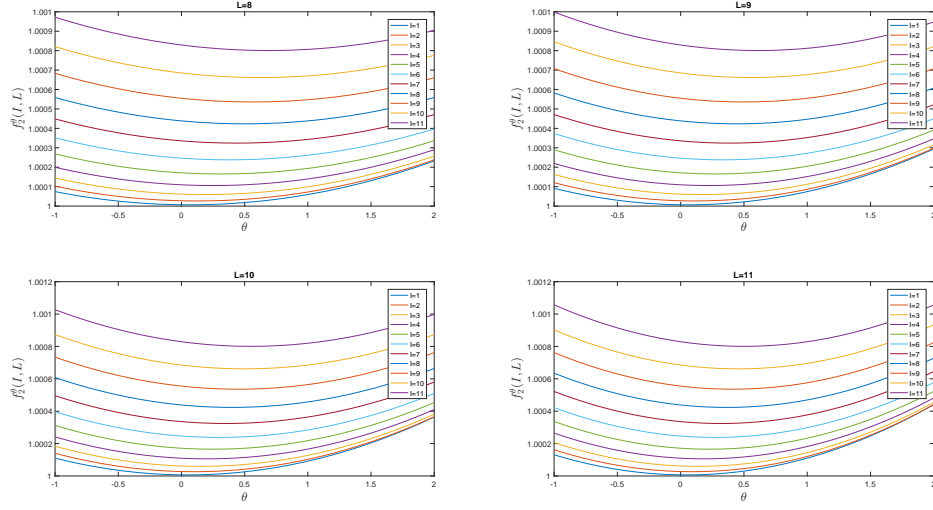 L=8
1.001
1.0009
1.0008
1.0007
1.0006
1.0005
1.0004
1.0003
1.0002
1.0001
1
f₂^θ(I, L)
-1 -0.5 0 0.5 1 1.5 2
θ
I=1
I=2
I=3
I=4
I=5
I=6
I=7
I=8
I=9
I=10
I=11
L=9
1.001
1.0009
1.0008
1.0007
1.0006
1.0005
1.0004
1.0003
1.0002
1.0001
1
f₂^θ(I, L)
-1 -0.5 0 0.5 1 1.5 2
θ
I=1
I=2
I=3
I=4
I=5
I=6
I=7
I=8
I=9
I=10
I=11
L=10
1.0012
1.001
1.0008
1.0006
1.0004
1.0002
1
f₂^θ(I, L)
-1 -0.5 0 0.5 1 1.5 2
θ
I=1
I=2
I=3
I=4
I=5
I=6
I=7
I=8
I=9
I=10
I=11
L=11
1.0012
1.001
1.0008
1.0006
1.0004
1.0002
1
f₂^θ(I, L)
-1 -0.5 0 0.5 1 1.5 2
θ
I=1
I=2
I=3
I=4
I=5
I=6
I=7
I=8
I=9
I=10
I=11